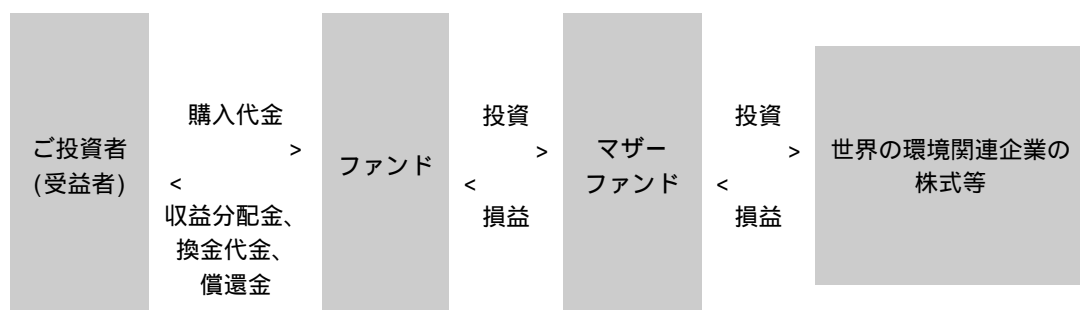 ご投資者
(受益者)
購入代金
>
<
収益分配金、
換金代金、
償還金
ファンド
投資
>
<
損益
マザー
ファンド
投資
>
<
損益
世界の環境関連企業の
株式等